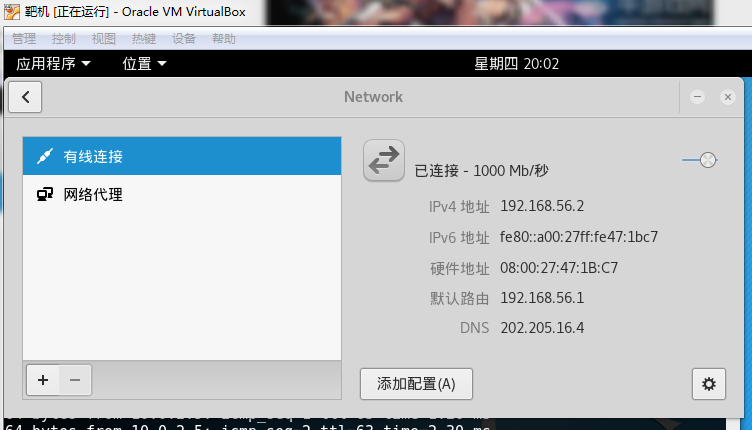 靶机 [正在运行] - Oracle VM VirtualBox
管理 控制 视图 热键 设备 帮助
应用程序 位置 星期四 20:02
Network
有线连接
网络代理
已连接 - 1000 Mb/秒
IPv4 地址 192.168.56.2
IPv6 地址 fe80::a00:27ff:fe47:1bc7
硬件地址 08:00:27:47:1B:C7
默认路由 192.168.56.1
DNS 202.205.16.4
添加配置(A)
64 bytes from 10.0.2.5: icmp_seq=2 ttl=63 time=2.30 ms